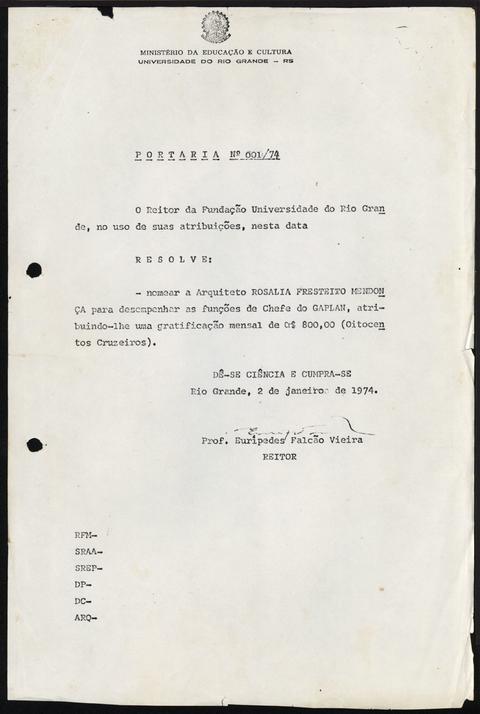 MINISTÉRIO DA EDUCAÇÃO E CULTURA
UNIVERSIDADE DO RIO GRANDE – RS
PORTARIA Nº 001/74
O Reitor da Fundação Universidade do Rio Gran
de, no uso de suas atribuições, nesta data
RESOLVE:
- nomear a Arquiteto ROSALIA FRESTEITO MENDON
ÇA para desempenhar as funções de Chefe do GAPLAN, atri-
buindo-lhe uma gratificação mensal de Cr$ 800,00 (Oitocen
tos Cruzeiros).
DÊ-SE CIÊNCIA E CUMPRA-SE
Rio Grande, 2 de janeiro de 1974.
Prof. Eurípedes Falcão Vieira
REITOR
RFM-
SRAA-
SREP-
DP-
DC-
ARQ-